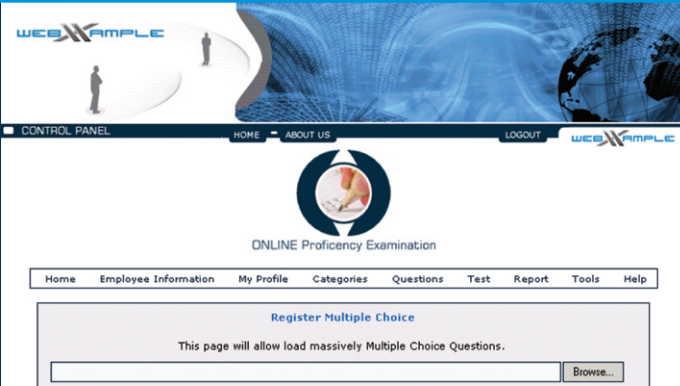 WEBXAMPLE
CONTROL PANEL HOME ABOUT US LOGOUT WEBXAMPLE
ONLINE Proficency Examination
Home Employee Information My Profile Categories Questions Test Report Tools Help
Register Multiple Choice
This page will allow load massively Multiple Choice Questions.
Browse...